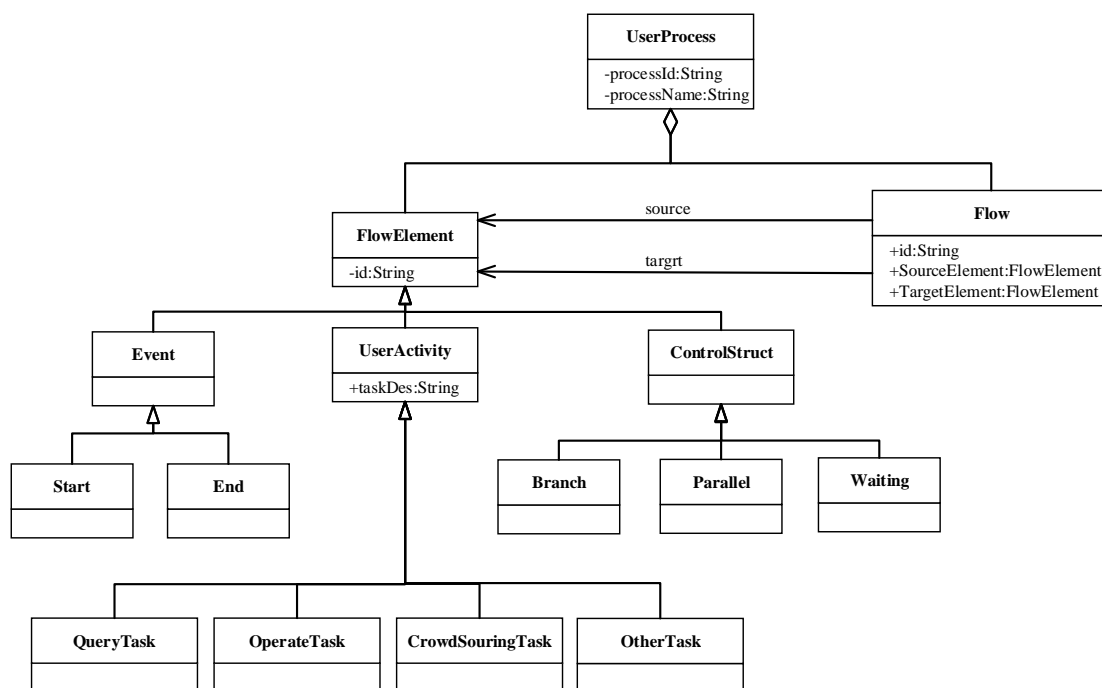 UserProcess
-processId:String
-processName:String
source
targrt
FlowElement
-id:String
Flow
+id:String
+SourceElement:FlowElement
+TargetElement:FlowElement
Event
UserActivity
+taskDes:String
ControlStruct
Start
End
Branch
Parallel
Waiting
QueryTask
OperateTask
CrowdSouringTask
OtherTask